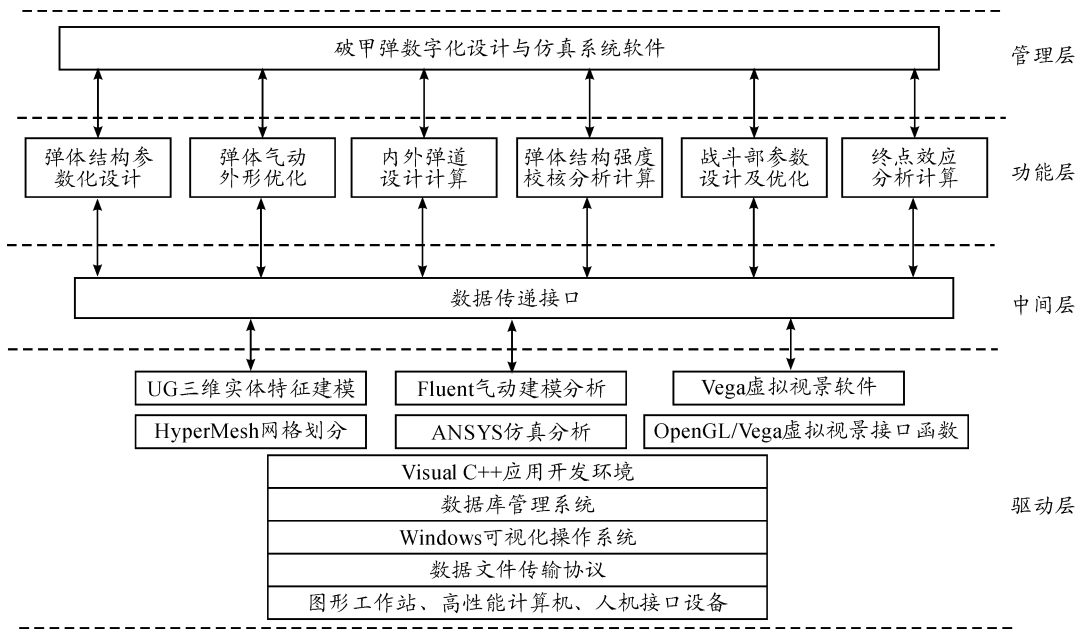 破甲弹数字化设计与仿真系统软件
管理层
弹体结构参
数化设计
弹体气动
外形优化
内外弹道
设计计算
弹体结构强度
校核分析计算
战斗部参数
设计及优化
终点效应
分析计算
功能层
数据传递接口
中间层
UG三维实体特征建模
Fluent气动建模分析
Vega虚拟视景软件
HyperMesh网格划分
ANSYS仿真分析
OpenGL/Vega虚拟视景接口函数
Visual C++应用开发环境
数据库管理系统
驱动层
Windows可视化操作系统
数据文件传输协议
图形工作站、高性能计算机、人机接口设备